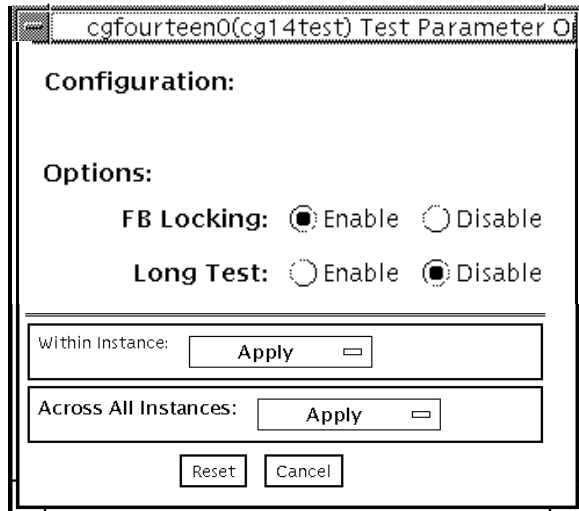 cgfourteen0(cg14test) Test Parameter O
Configuration:
Options:
FB Locking: Enable Disable
Long Test: Enable Disable
Within Instance: Apply
Across All Instances: Apply
Reset Cancel